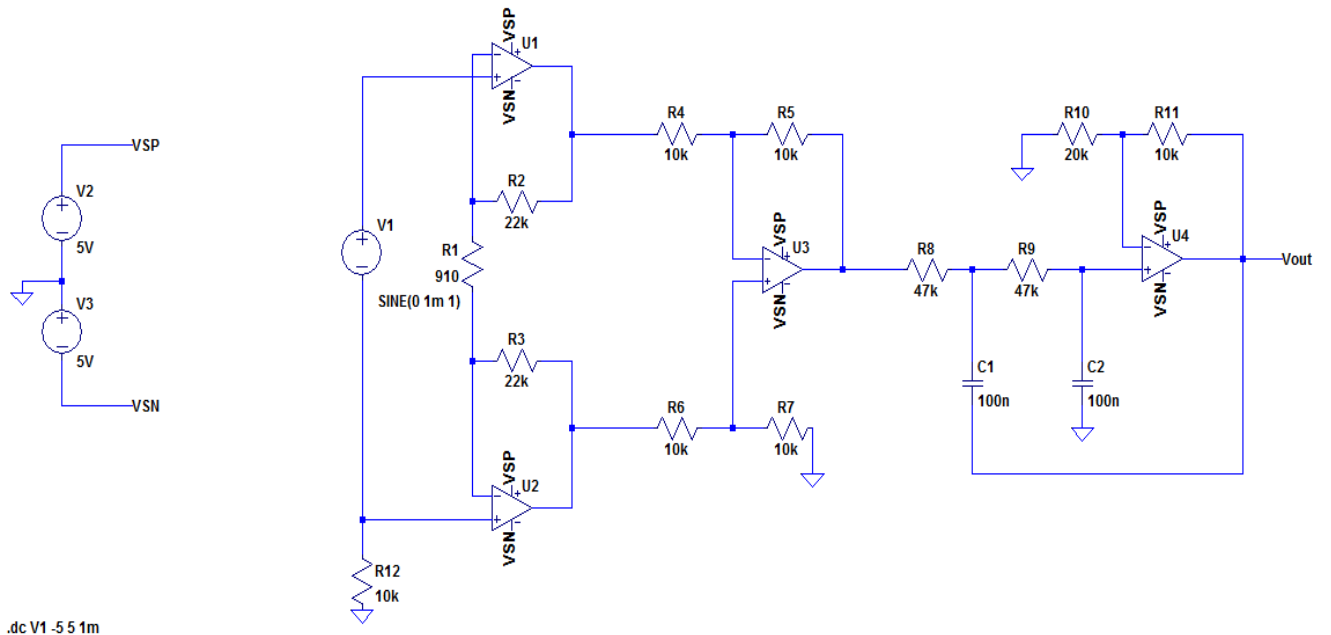 VSP
V2
5V
V3
5V
VSN
.dc V1 -5 5 1m
V1
R12
10k
VSP
U1
VSN
R2
22k
R1
910
SINE(0 1m 1)
R3
22k
VSP
U2
VSN
R4
10k
R5
10k
VSP
U3
VSN
R6
10k
R7
10k
R8
47k
R9
47k
C1
100n
C2
100n
R10
20k
R11
10k
VSP
U4
VSN
Vout